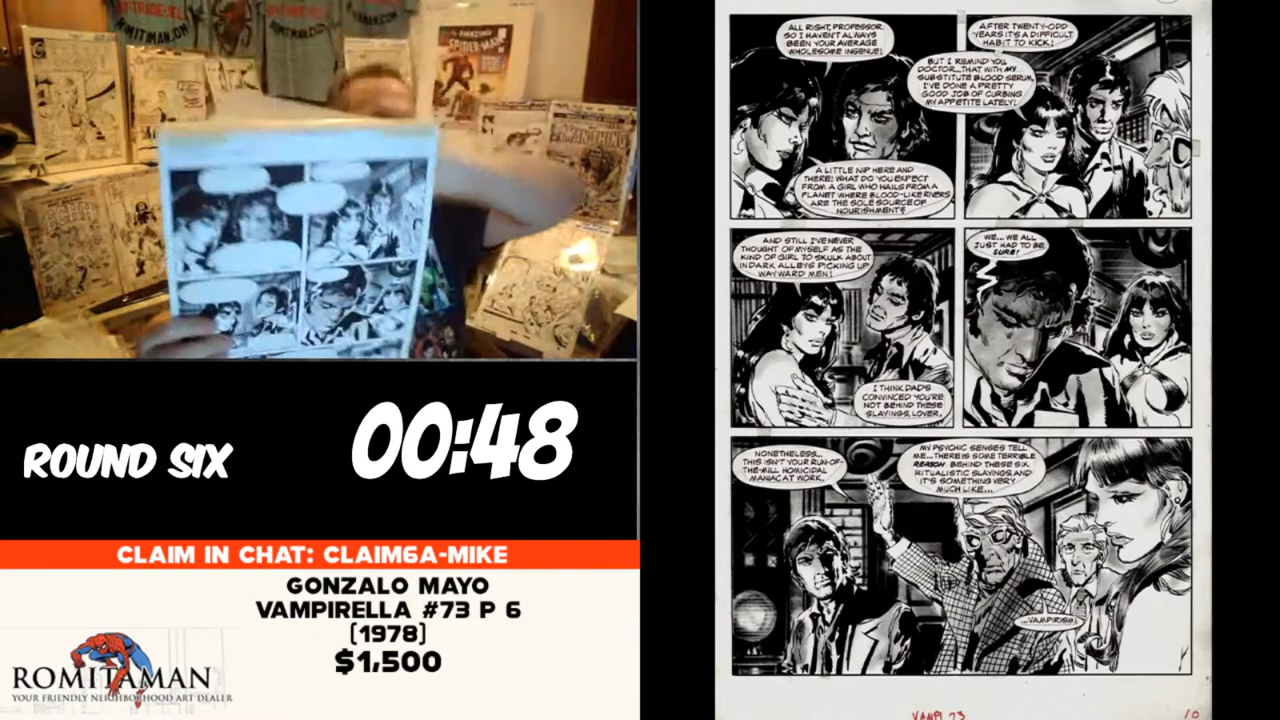 SPIDER-MAN
ROMITAMAN.COM
ROUND SIX
00:48
CLAIM IN CHAT: CLAIM6A-MIKE
GONZALO MAYO
VAMPIRELLA #73 P 6
(1978)
$1,500
ROMITAMAN
YOUR FRIENDLY NEIGHBORHOOD ART DEALER
ALL RIGHT, PROFESSOR,
SO I HAVEN'T ALWAYS
BEEN YOUR AVERAGE
WHOLESOME INGENUE!
A LITTLE NIP HERE AND
THERE! WHAT DO YOU EXPECT
FROM A GIRL WHO HAILS FROM A
PLANET WHERE BLOOD-LIKE RIVERS
ARE THE SOLE SOURCE OF
NOURISHMENT?
AFTER TWENTY-ODD
YEARS IT'S A DIFFICULT
HABIT TO KICK!
BUT I REMIND YOU,
DOCTOR...THAT WITH MY
SUBSTITUTE BLOOD SERUM,
I'VE DONE A PRETTY
GOOD JOB OF CURBING
MY APPETITE LATELY!
AND STILL I'VE NEVER
THOUGHT OF MYSELF AS THE
KIND OF GIRL TO SKULK ABOUT
IN DARK ALLEYS PICKING UP
WAYWARD MEN!
I THINK DAD'S
CONVINCED YOU'RE
NOT BEHIND THESE
SLAYINGS, LOVER.
WE... WE ALL
JUST HAD TO BE
SURE!
NONETHELESS...
THIS ISN'T YOUR RUN-OF-
THE-MILL HOMICIDAL
MANIAC AT WORK.
MY PSYCHIC SENSES TELL
ME...THERE IS SOME TERRIBLE
REASON BEHIND THESE SIX
RITUALISTIC SLAYINGS, AND
IT'S SOMETHING VERY
MUCH LIKE...
...VAMPIRISM!
VAMPI 73
10